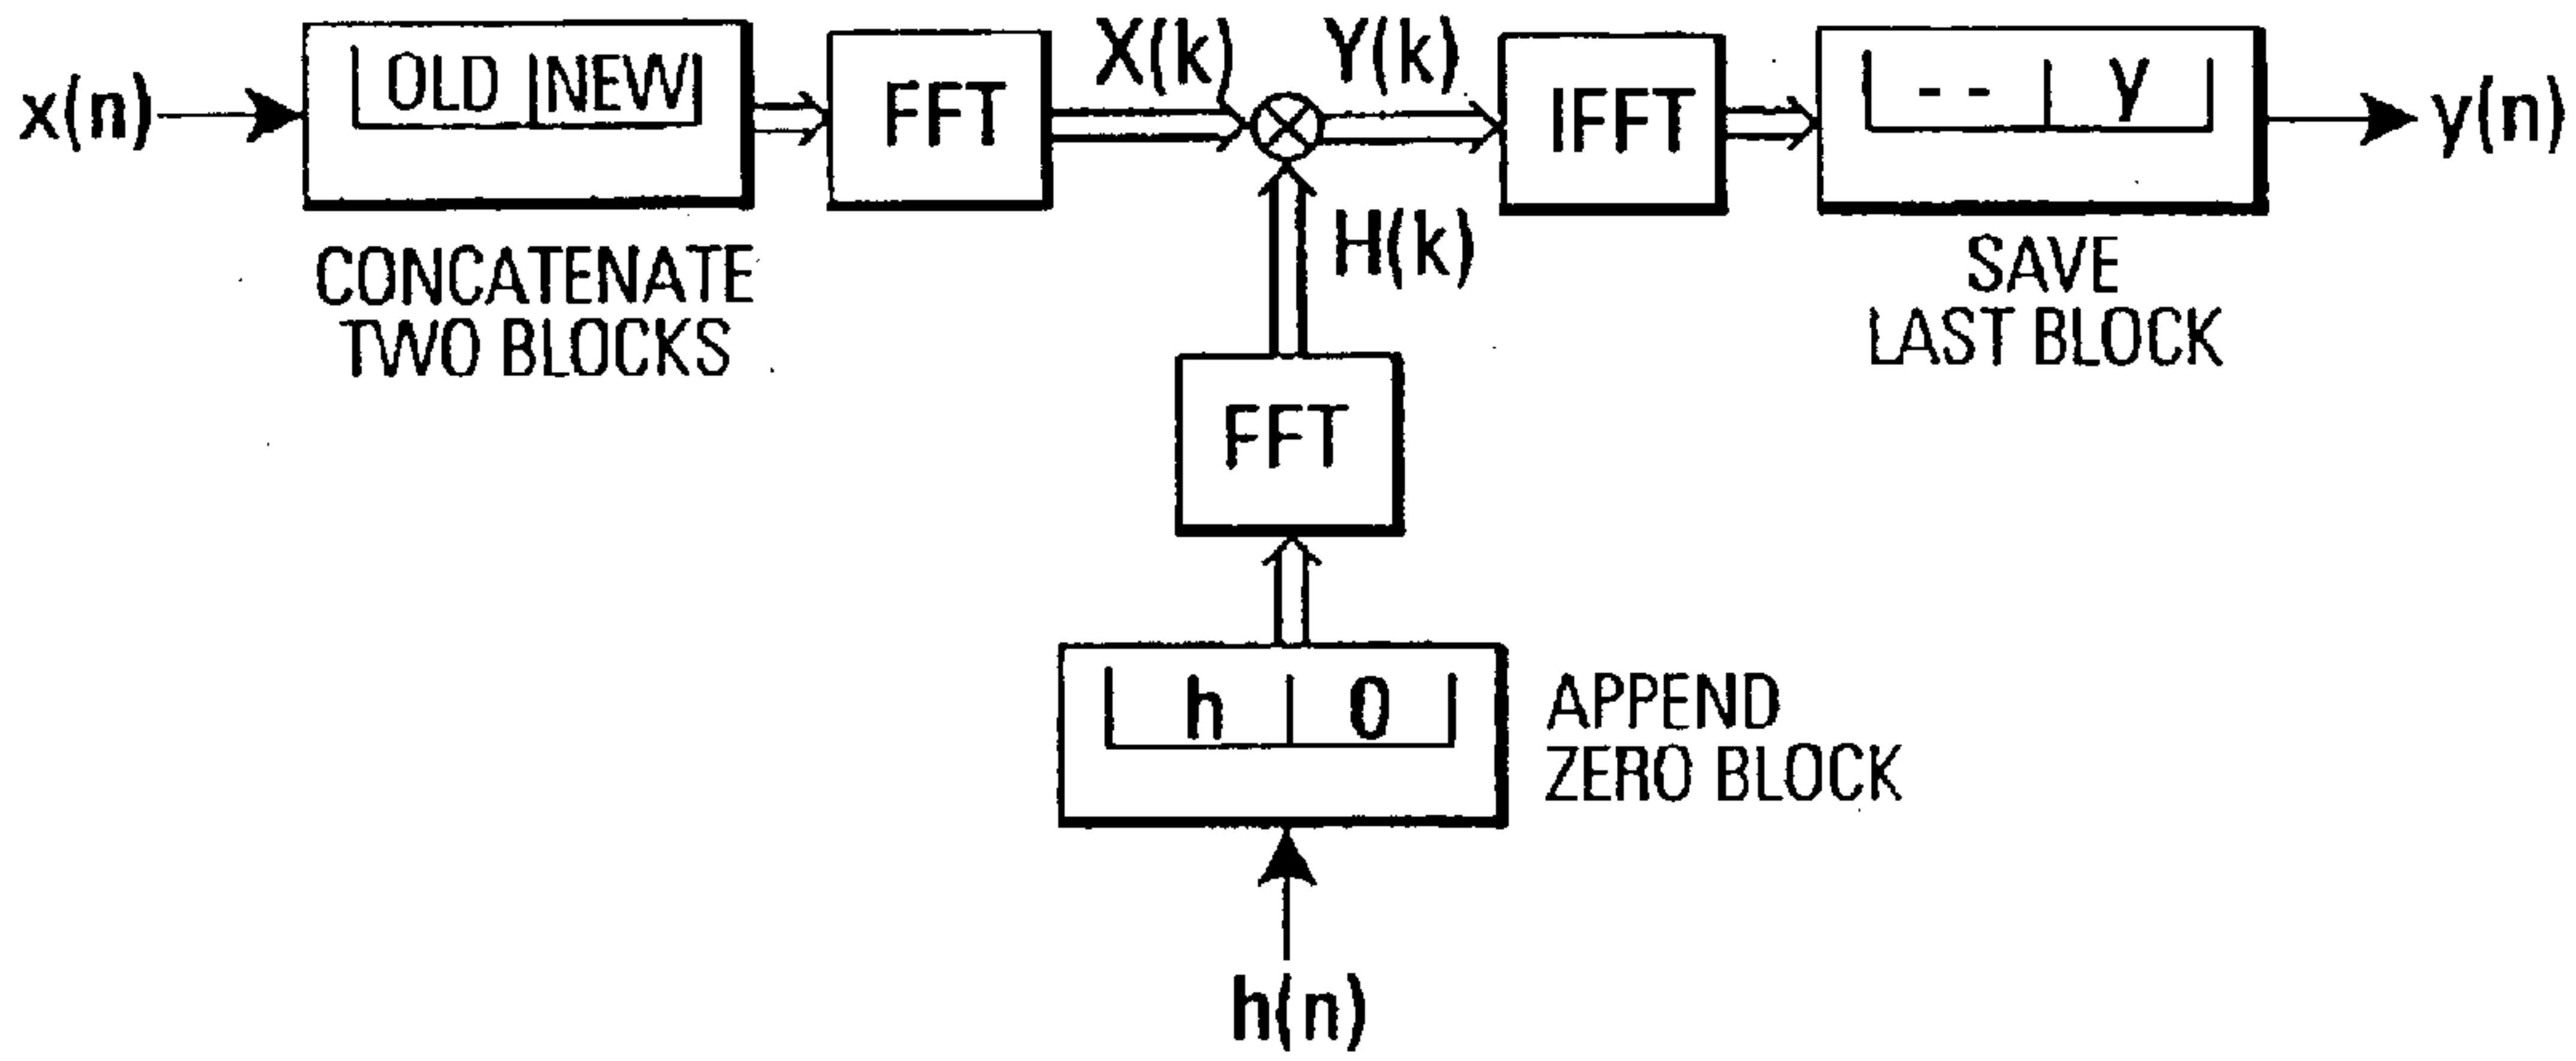 x(n)
OLD NEW
CONCATENATE
TWO BLOCKS
FFT
X(k)
Y(k)
H(k)
IFFT
-- y
SAVE
LAST BLOCK
y(n)
FFT
h 0
APPEND
ZERO BLOCK
h(n)